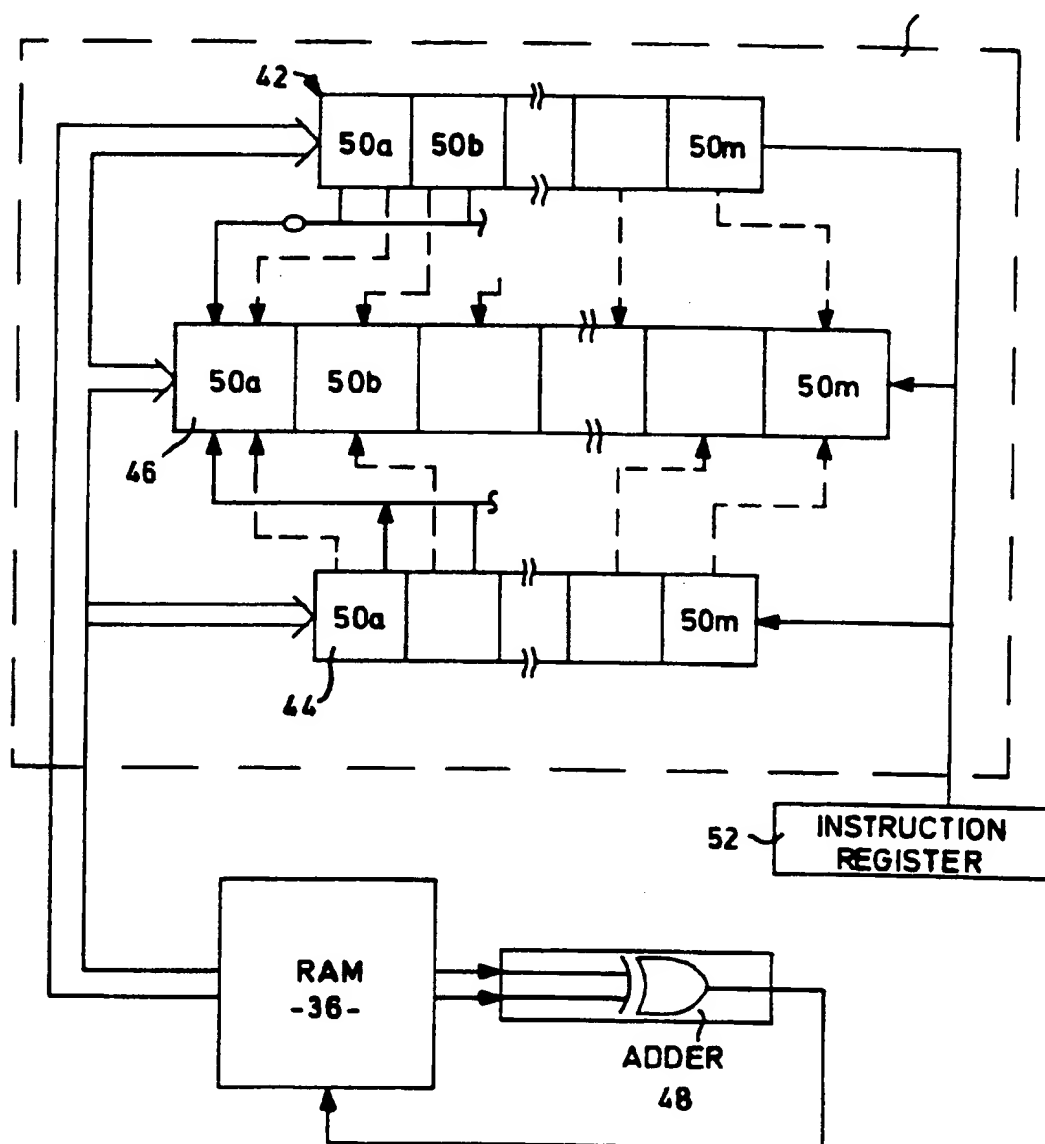 42
50a 50b 50m
50a 50b 50m
46
50a 50m
44
52 INSTRUCTION
REGISTER
RAM
-36-
ADDER
48